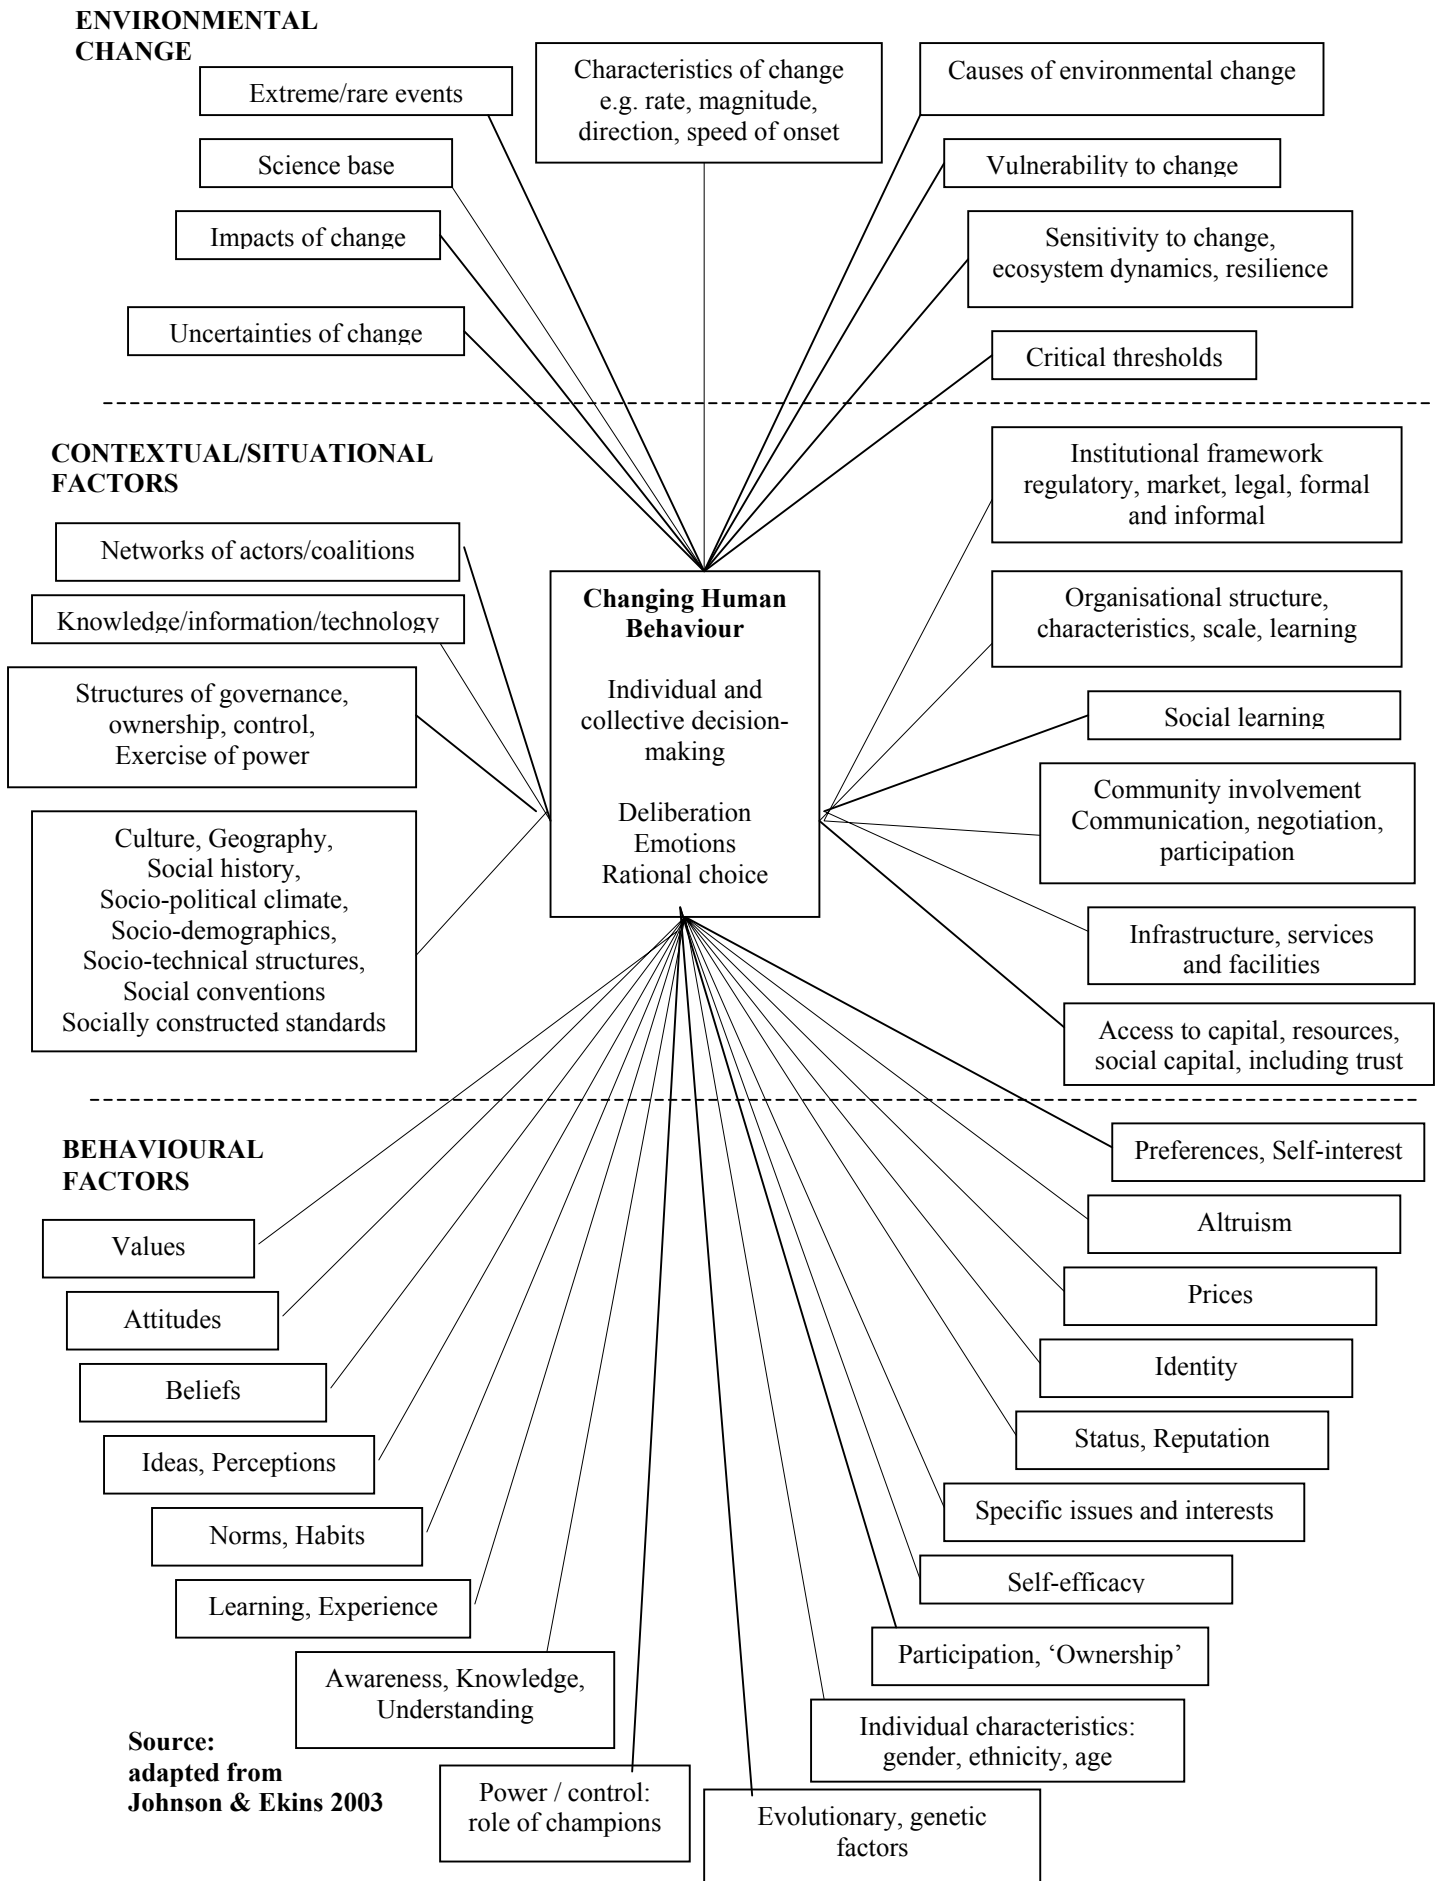 ENVIRONMENTAL
CHANGE
Extreme/rare events
Characteristics of change
e.g. rate, magnitude,
direction, speed of onset
Causes of environmental change
Science base
Vulnerability to change
Impacts of change
Sensitivity to change,
ecosystem dynamics, resilience
Uncertainties of change
Critical thresholds
CONTEXTUAL/SITUATIONAL
FACTORS
Networks of actors/coalitions
Knowledge/information/technology
Structures of governance,
ownership, control,
Exercise of power
Culture, Geography,
Social history,
Socio-political climate,
Socio-demographics,
Socio-technical structures,
Social conventions
Socially constructed standards
Changing Human
Behaviour
Individual and
collective decision-
making
Deliberation
Emotions
Rational choice
Institutional framework
regulatory, market, legal, formal
and informal
Organisational structure,
characteristics, scale, learning
Social learning
Community involvement
Communication, negotiation,
participation
Infrastructure, services
and facilities
Access to capital, resources,
social capital, including trust
BEHAVIOURAL
FACTORS
Values
Attitudes
Beliefs
Ideas, Perceptions
Norms, Habits
Learning, Experience
Awareness, Knowledge,
Understanding
Power / control:
role of champions
Evolutionary, genetic
factors
Individual characteristics:
gender, ethnicity, age
Participation, ‘Ownership’
Self-efficacy
Specific issues and interests
Status, Reputation
Identity
Prices
Altruism
Preferences, Self-interest
Source:
adapted from
Johnson & Ekins 2003